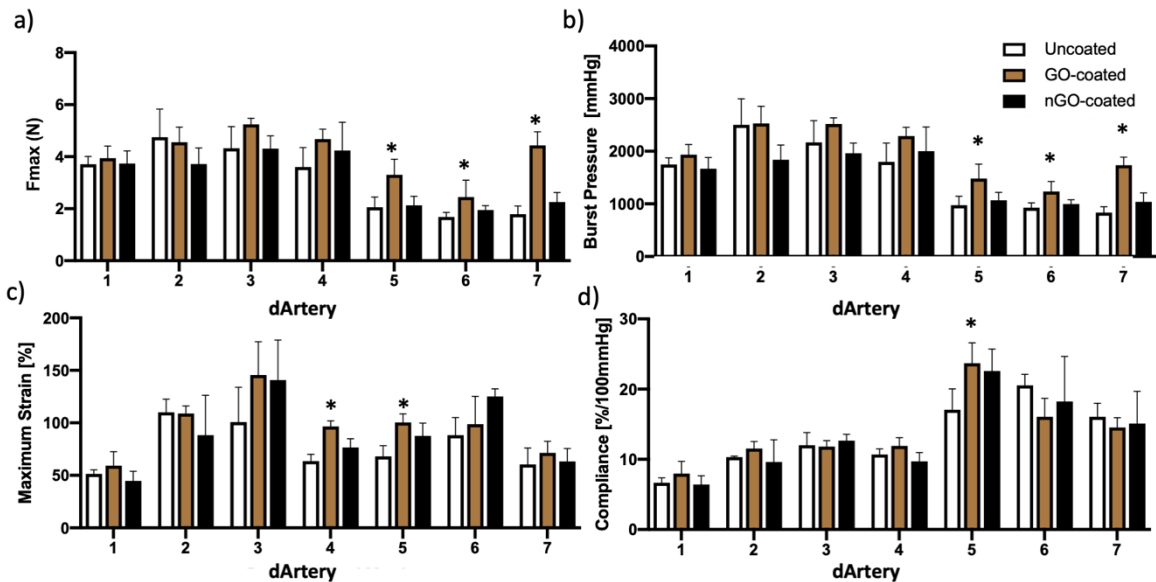 a)
8
6
4
2
0
Fmax (N)
*
*
*
1 2 3 4 5 6 7
dArtery
b)
4000
3000
2000
1000
0
Burst Pressure [mmHg]
Uncoated
GO-coated
nGO-coated
*
*
*
1 2 3 4 5 6 7
dArtery
c)
200
150
100
50
0
Maximum Strain [%]
*
*
1 2 3 4 5 6 7
dArtery
d)
30
20
10
0
Compliance [%/100mmHg]
*
1 2 3 4 5 6 7
dArtery